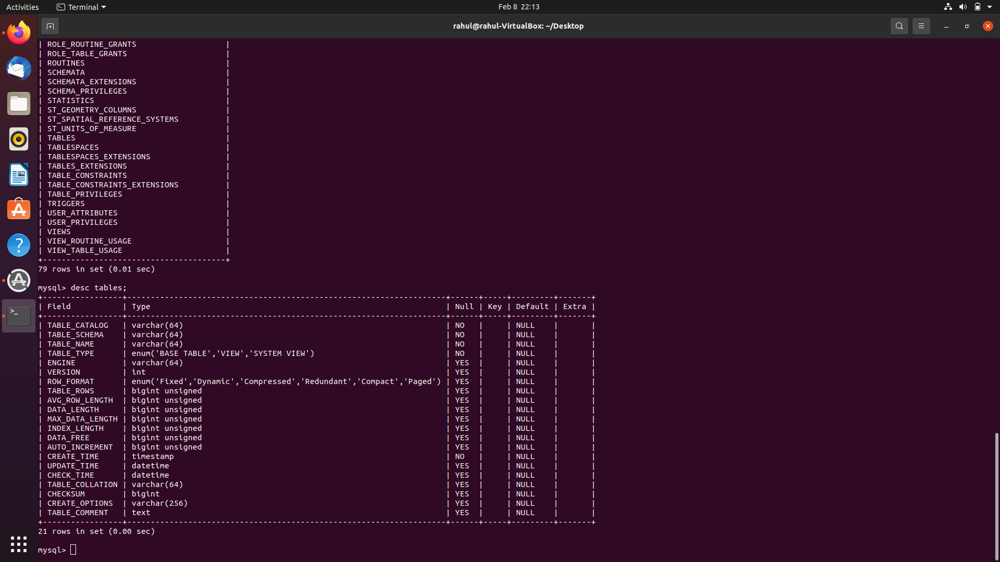 Activities Terminal Feb 8 22:13
rahul@rahul-VirtualBox: ~/Desktop
| ROLE_ROUTINE_GRANTS                   |
| ROLE_TABLE_GRANTS                     |
| ROUTINES                              |
| SCHEMATA                              |
| SCHEMATA_EXTENSIONS                   |
| SCHEMA_PRIVILEGES                     |
| STATISTICS                            |
| ST_GEOMETRY_COLUMNS                   |
| ST_SPATIAL_REFERENCE_SYSTEMS          |
| ST_UNITS_OF_MEASURE                   |
| TABLES                                |
| TABLESPACES                           |
| TABLESPACES_EXTENSIONS                |
| TABLES_EXTENSIONS                     |
| TABLE_CONSTRAINTS                     |
| TABLE_CONSTRAINTS_EXTENSIONS          |
| TABLE_PRIVILEGES                      |
| TRIGGERS                              |
| USER_ATTRIBUTES                       |
| USER_PRIVILEGES                       |
| VIEWS                                 |
| VIEW_ROUTINE_USAGE                    |
| VIEW_TABLE_USAGE                      |
+---------------------------------------+
79 rows in set (0.01 sec)
mysql> desc tables;
+-----------------+--------------------------------------------------------------------+------+-----+---------+-------+
| Field           | Type                                                               | Null | Key | Default | Extra |
+-----------------+--------------------------------------------------------------------+------+-----+---------+-------+
| TABLE_CATALOG   | varchar(64)                                                        | NO   |     | NULL    |       |
| TABLE_SCHEMA    | varchar(64)                                                        | NO   |     | NULL    |       |
| TABLE_NAME      | varchar(64)                                                        | NO   |     | NULL    |       |
| TABLE_TYPE      | enum('BASE TABLE','VIEW','SYSTEM VIEW')                            | NO   |     | NULL    |       |
| ENGINE          | varchar(64)                                                        | YES  |     | NULL    |       |
| VERSION         | int                                                                | YES  |     | NULL    |       |
| ROW_FORMAT      | enum('Fixed','Dynamic','Compressed','Redundant','Compact','Paged') | YES  |     | NULL    |       |
| TABLE_ROWS      | bigint unsigned                                                    | YES  |     | NULL    |       |
| AVG_ROW_LENGTH  | bigint unsigned                                                    | YES  |     | NULL    |       |
| DATA_LENGTH     | bigint unsigned                                                    | YES  |     | NULL    |       |
| MAX_DATA_LENGTH | bigint unsigned                                                    | YES  |     | NULL    |       |
| INDEX_LENGTH    | bigint unsigned                                                    | YES  |     | NULL    |       |
| DATA_FREE       | bigint unsigned                                                    | YES  |     | NULL    |       |
| AUTO_INCREMENT  | bigint unsigned                                                    | YES  |     | NULL    |       |
| CREATE_TIME     | timestamp                                                          | NO   |     | NULL    |       |
| UPDATE_TIME     | datetime                                                           | YES  |     | NULL    |       |
| CHECK_TIME      | datetime                                                           | YES  |     | NULL    |       |
| TABLE_COLLATION | varchar(64)                                                        | YES  |     | NULL    |       |
| CHECKSUM        | bigint                                                             | YES  |     | NULL    |       |
| CREATE_OPTIONS  | varchar(256)                                                       | YES  |     | NULL    |       |
| TABLE_COMMENT   | text                                                               | YES  |     | NULL    |       |
+-----------------+--------------------------------------------------------------------+------+-----+---------+-------+
21 rows in set (0.00 sec)
mysql>